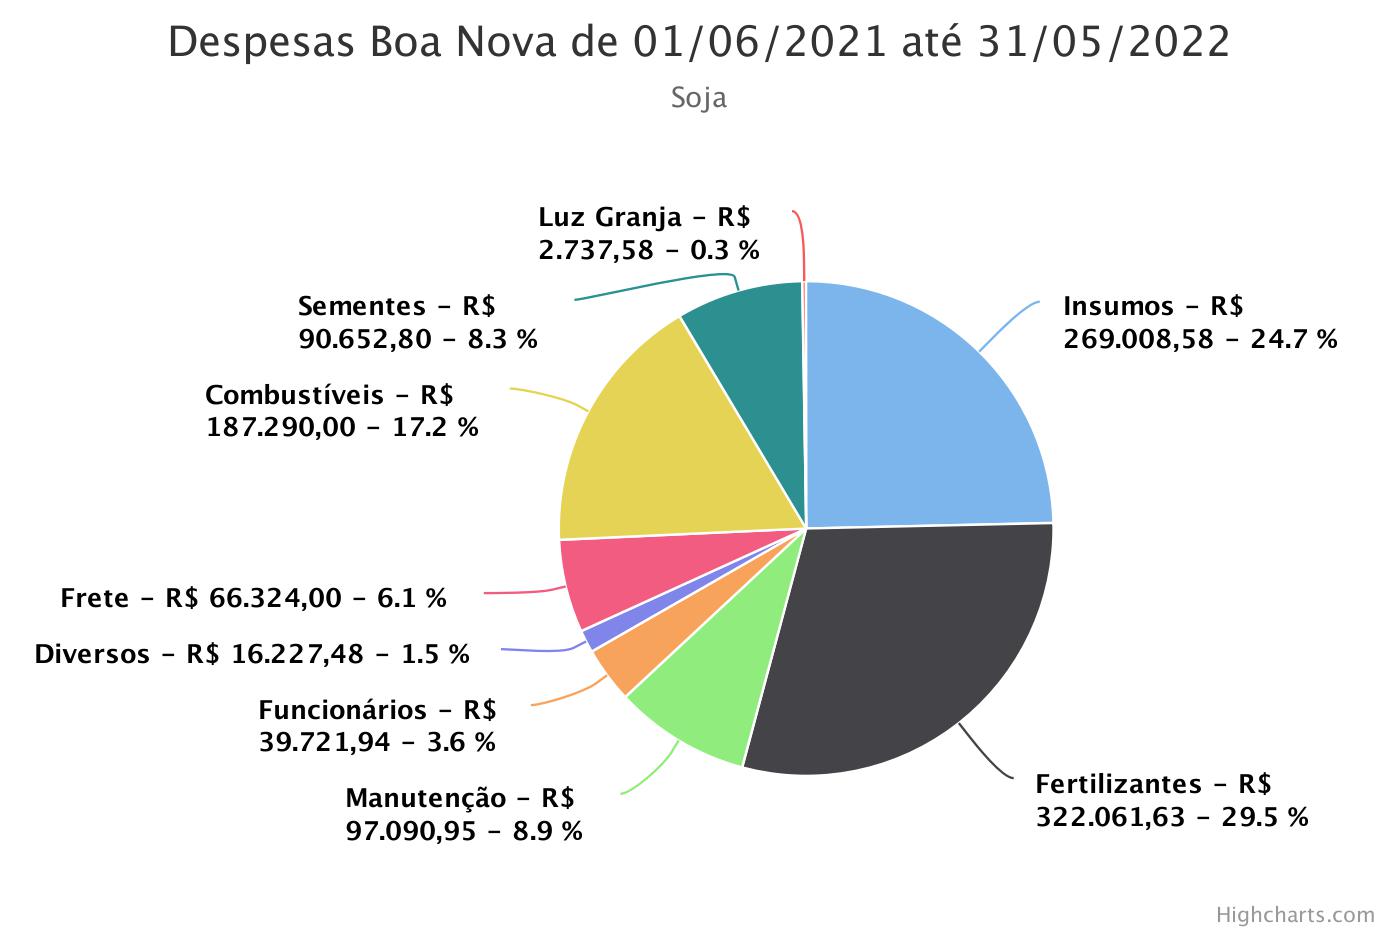 Despesas Boa Nova de 01/06/2021 até 31/05/2022
Soja
Luz Granja – R$
2.737,58 – 0.3 %
Sementes – R$
90.652,80 – 8.3 %
Insumos – R$
269.008,58 – 24.7 %
Combustíveis – R$
187.290,00 – 17.2 %
Frete – R$ 66.324,00 – 6.1 %
Diversos – R$ 16.227,48 – 1.5 %
Funcionários – R$
39.721,94 – 3.6 %
Manutenção – R$
97.090,95 – 8.9 %
Fertilizantes – R$
322.061,63 – 29.5 %
Highcharts.com